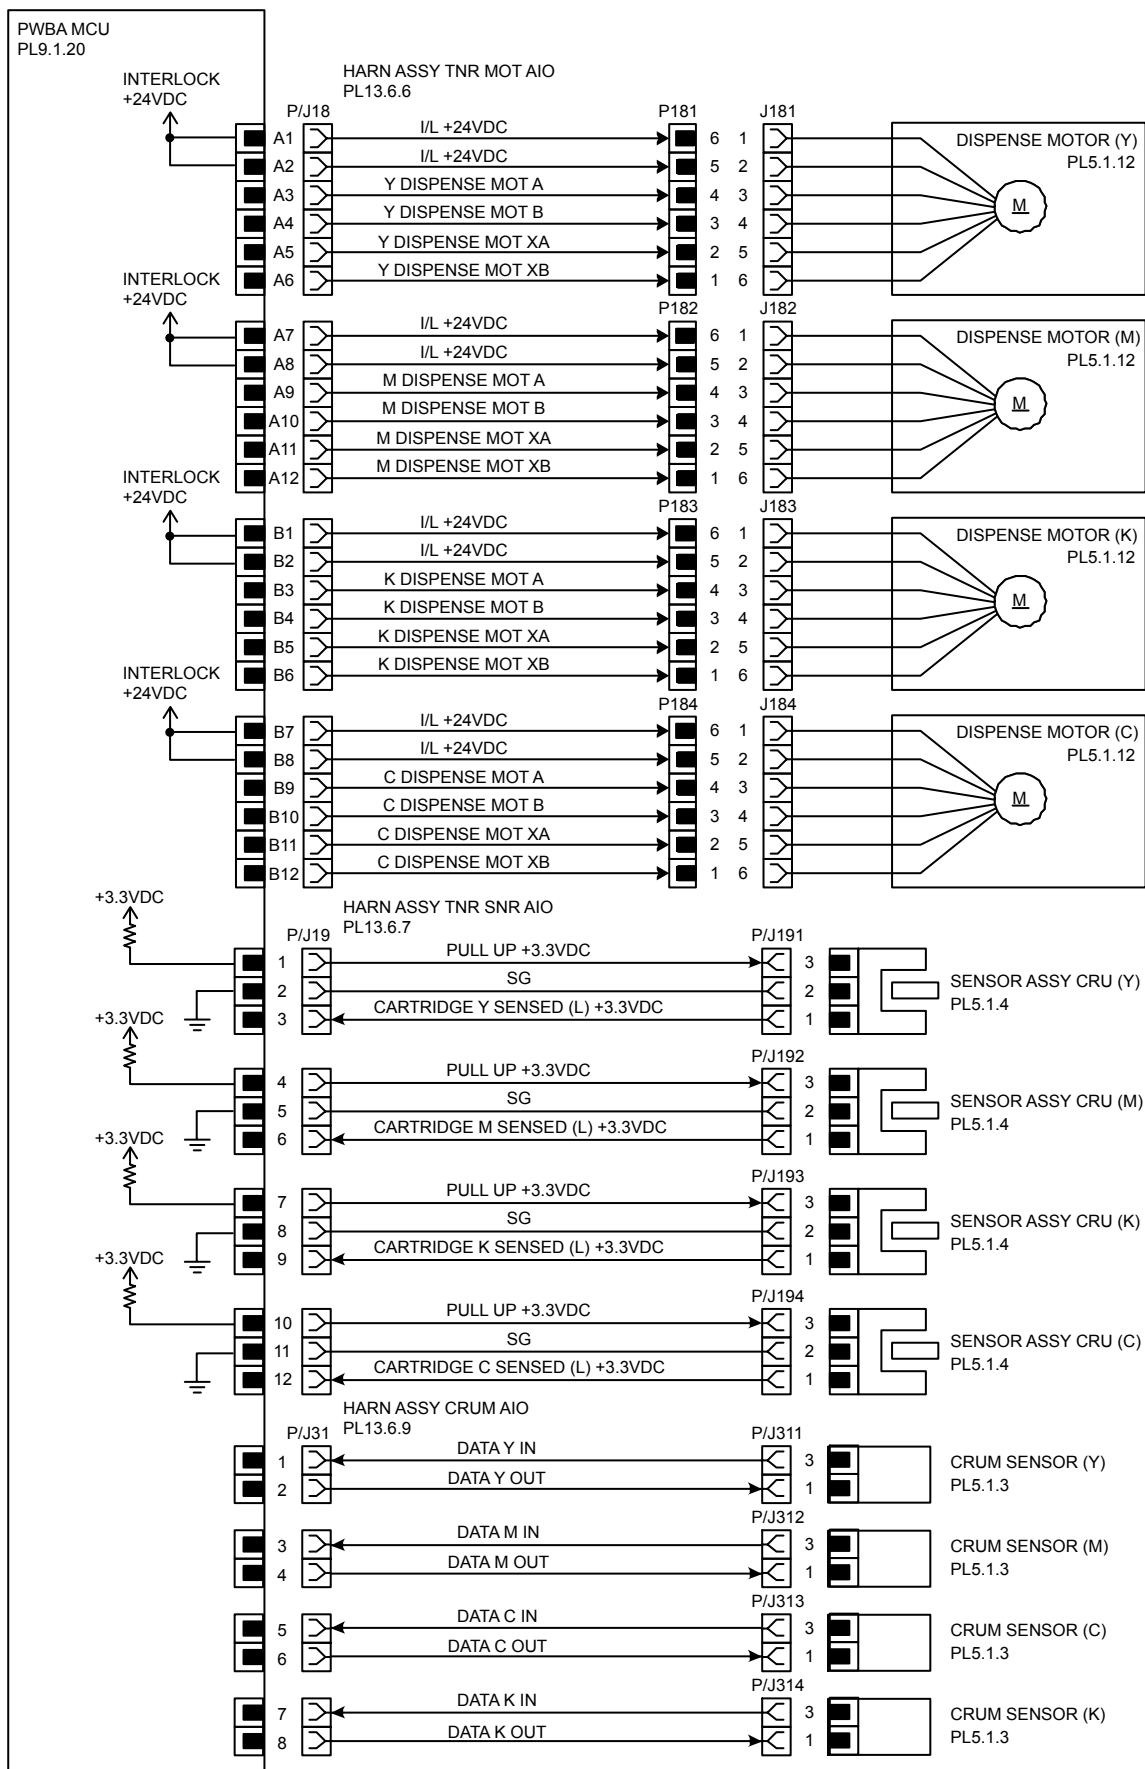 PWBA MCU
PL9.1.20
HARN ASSY TNR MOT AIO
PL13.6.6
INTERLOCK
+24VDC
P/J18 P181 J181
A1 I/L +24VDC 6 1 DISPENSE MOTOR (Y)
A2 I/L +24VDC 5 2 PL5.1.12
A3 Y DISPENSE MOT A 4 3
A4 Y DISPENSE MOT B 3 4 M
A5 Y DISPENSE MOT XA 2 5
A6 Y DISPENSE MOT XB 1 6
INTERLOCK
+24VDC
P182 J182
A7 I/L +24VDC 6 1 DISPENSE MOTOR (M)
A8 I/L +24VDC 5 2 PL5.1.12
A9 M DISPENSE MOT A 4 3
A10 M DISPENSE MOT B 3 4 M
A11 M DISPENSE MOT XA 2 5
A12 M DISPENSE MOT XB 1 6
INTERLOCK
+24VDC
P183 J183
B1 I/L +24VDC 6 1 DISPENSE MOTOR (K)
B2 I/L +24VDC 5 2 PL5.1.12
B3 K DISPENSE MOT A 4 3
B4 K DISPENSE MOT B 3 4 M
B5 K DISPENSE MOT XA 2 5
B6 K DISPENSE MOT XB 1 6
INTERLOCK
+24VDC
P184 J184
B7 I/L +24VDC 6 1 DISPENSE MOTOR (C)
B8 I/L +24VDC 5 2 PL5.1.12
B9 C DISPENSE MOT A 4 3
B10 C DISPENSE MOT B 3 4 M
B11 C DISPENSE MOT XA 2 5
B12 C DISPENSE MOT XB 1 6
+3.3VDC
HARN ASSY TNR SNR AIO
PL13.6.7
P/J19 P/J191
1 PULL UP +3.3VDC 3
2 SG 2 SENSOR ASSY CRU (Y)
3 CARTRIDGE Y SENSED (L) +3.3VDC 1 PL5.1.4
+3.3VDC
P/J192
4 PULL UP +3.3VDC 3
5 SG 2 SENSOR ASSY CRU (M)
6 CARTRIDGE M SENSED (L) +3.3VDC 1 PL5.1.4
+3.3VDC
P/J193
7 PULL UP +3.3VDC 3
8 SG 2 SENSOR ASSY CRU (K)
9 CARTRIDGE K SENSED (L) +3.3VDC 1 PL5.1.4
+3.3VDC
P/J194
10 PULL UP +3.3VDC 3
11 SG 2 SENSOR ASSY CRU (C)
12 CARTRIDGE C SENSED (L) +3.3VDC 1 PL5.1.4
HARN ASSY CRUM AIO
PL13.6.9
P/J31 P/J311
1 DATA Y IN 3 CRUM SENSOR (Y)
2 DATA Y OUT 1 PL5.1.3
P/J312
3 DATA M IN 3 CRUM SENSOR (M)
4 DATA M OUT 1 PL5.1.3
P/J313
5 DATA C IN 3 CRUM SENSOR (C)
6 DATA C OUT 1 PL5.1.3
P/J314
7 DATA K IN 3 CRUM SENSOR (K)
8 DATA K OUT 1 PL5.1.3